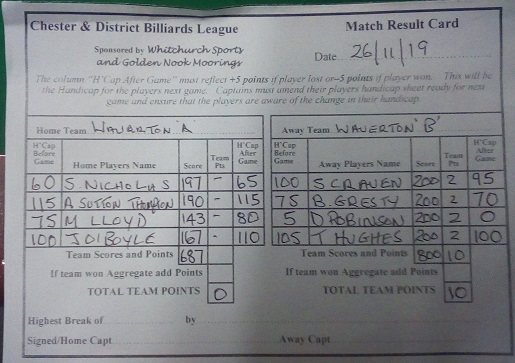 Chester & District Billiards League
Match Result Card
Sponsored by Whitchurch Sports
and Golden Nook Moorings
Date 26/11/19
The column "H'Cap After Game" must reflect +5 points if player lost or -5 points if player won. This will be
the Handicap for the players next game. Captains must amend their players handicap sheet ready for next
game and ensure that the players are aware of the change in their handicap
Home Team WAVERTON 'A' Away Team WAVERTON 'B'
H'Cap Before Game Home Players Name Score Team Pts H'Cap After Game H'Cap Before Game Away Players Name Score Team Pts H'Cap After Game
60 S NICHOLAS 197 - 65 100 S CRAVEN 200 2 95
115 A SUTTON THOMPSON 190 - 115 75 B. GRESTY 200 2 70
75 M LLOYD 143 - 80 5 D ROBINSON 200 2 0
100 J DIBOYLE 167 - 110 105 T HUGHES 200 2 100
Team Scores and Points 687 Team Scores and Points 800 10
If team won Aggregate add Points If team won Aggregate add Points
TOTAL TEAM POINTS 0 TOTAL TEAM POINTS 10
Highest Break of by
Signed/Home Capt Away Capt